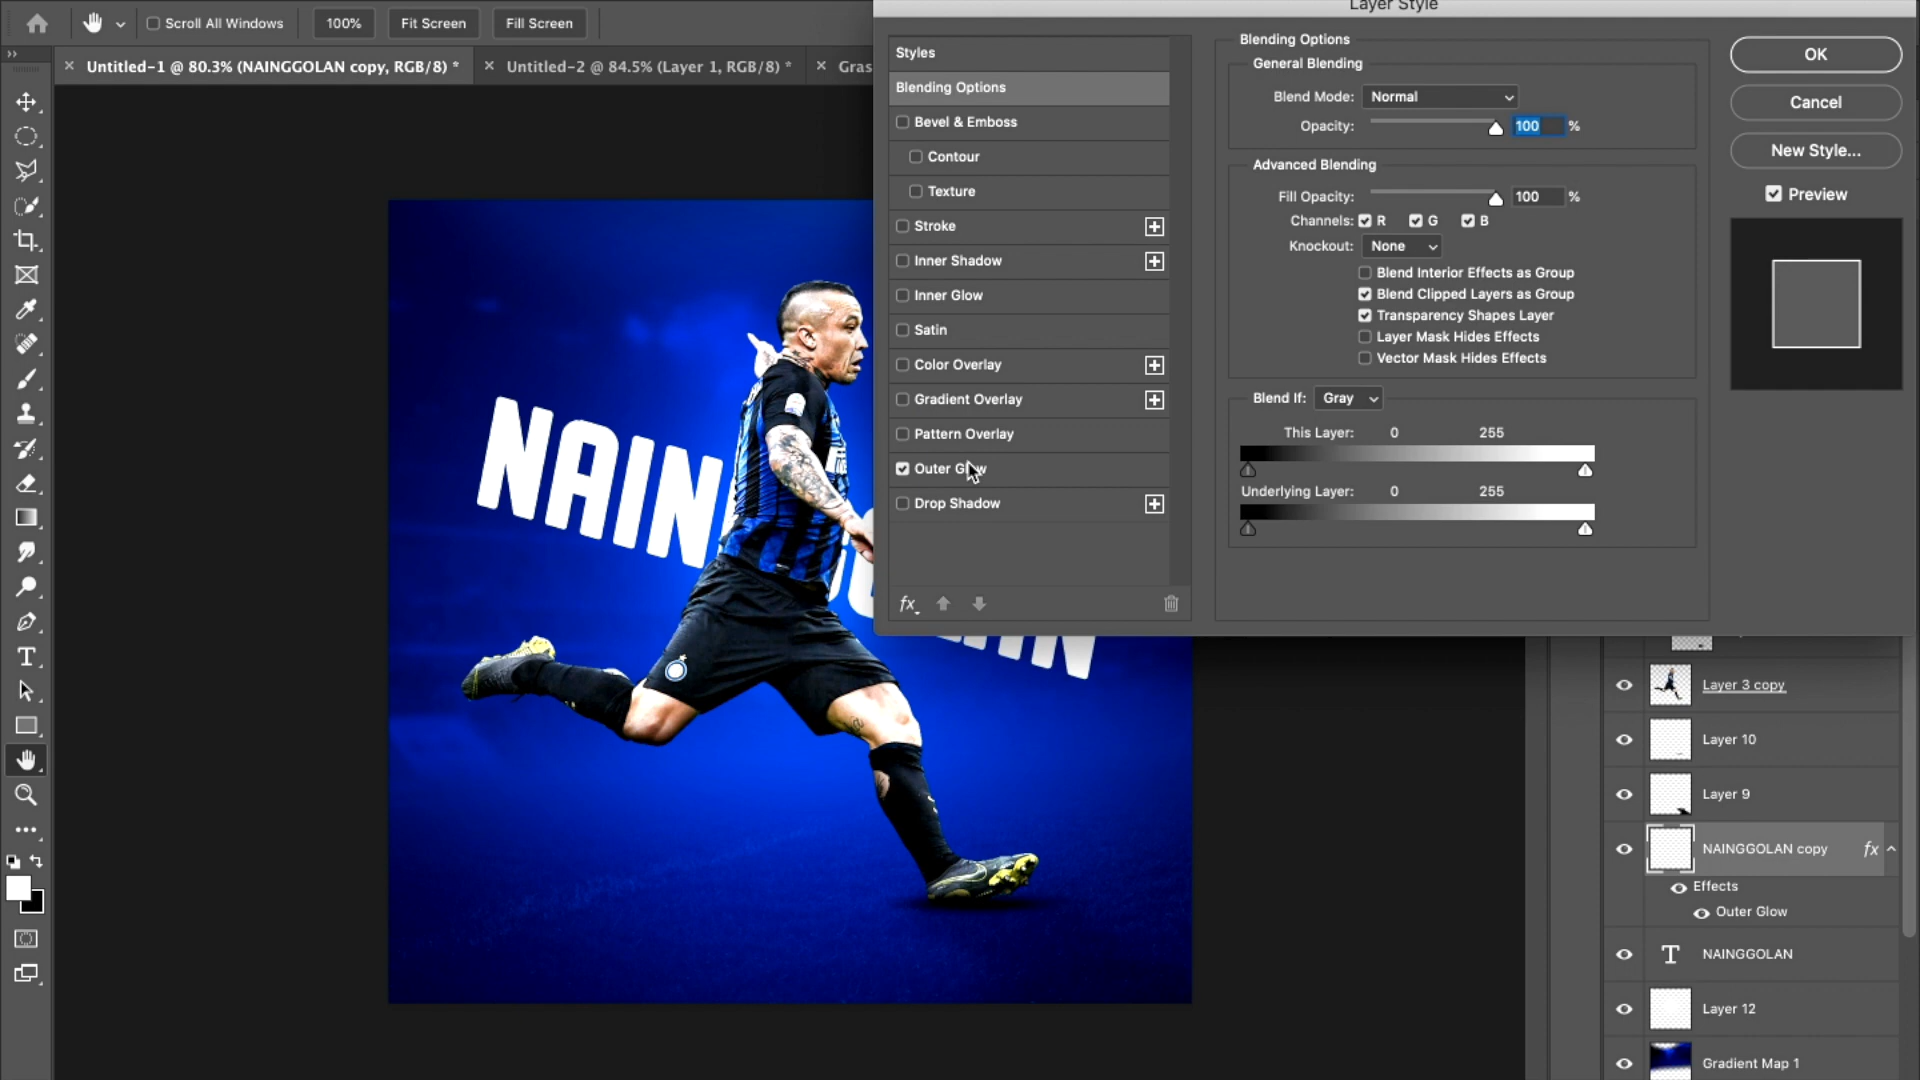 Layer Style
Scroll All Windows
100%
Fit Screen
Fill Screen
Untitled-1 @ 80.3% (NAINGGOLAN copy, RGB/8) *
Untitled-2 @ 84.5% (Layer 1, RGB/8) *
Gras
Styles
Blending Options
Bevel & Emboss
Contour
Texture
Stroke
Inner Shadow
Inner Glow
Satin
Color Overlay
Gradient Overlay
Pattern Overlay
Outer Glow
Drop Shadow
fx
Blending Options
General Blending
Blend Mode: Normal
Opacity: 100 %
Advanced Blending
Fill Opacity: 100 %
Channels: R G B
Knockout: None
Blend Interior Effects as Group
Blend Clipped Layers as Group
Transparency Shapes Layer
Layer Mask Hides Effects
Vector Mask Hides Effects
Blend If: Gray
This Layer: 0 255
Underlying Layer: 0 255
OK
Cancel
New Style...
Preview
NAIN
Layer 3 copy
Layer 10
Layer 9
NAINGGOLAN copy fx
Effects
Outer Glow
T NAINGGOLAN
Layer 12
Gradient Map 1